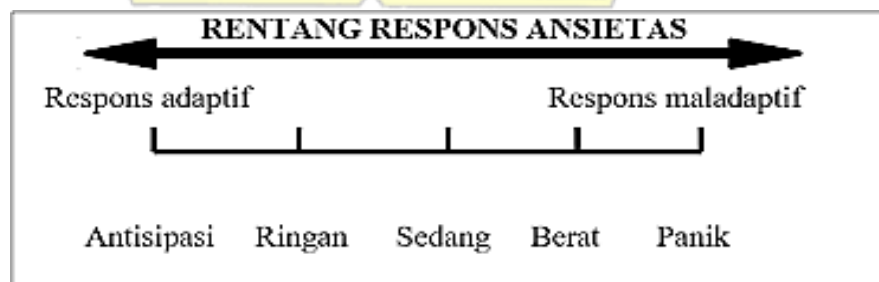 RENTANG RESPONS ANSIETAS
Respons adaptif Respons maladaptif
Antisipasi Ringan Sedang Berat Panik